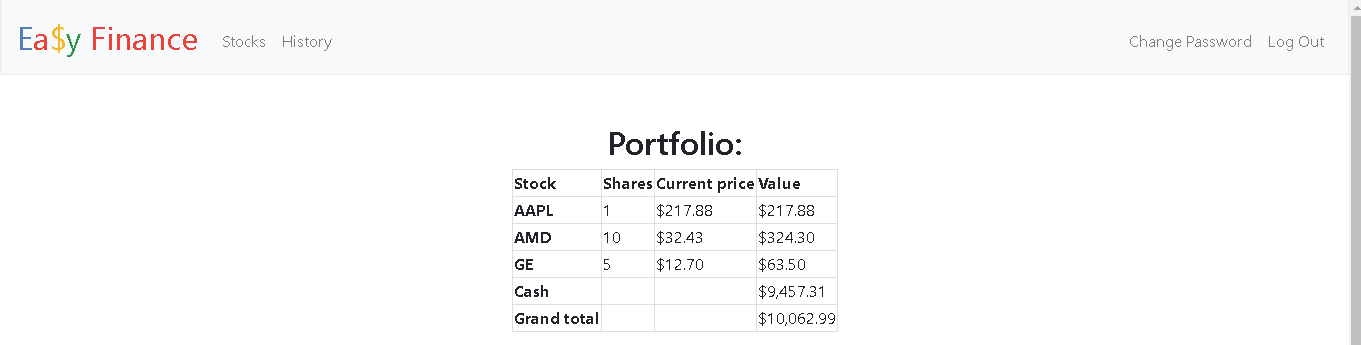 Ea$y Finance Stocks History Change Password Log Out
Portfolio:
Stock Shares Current price Value
AAPL 1 $217.88 $217.88
AMD 10 $32.43 $324.30
GE 5 $12.70 $63.50
Cash $9,457.31
Grand total $10,062.99